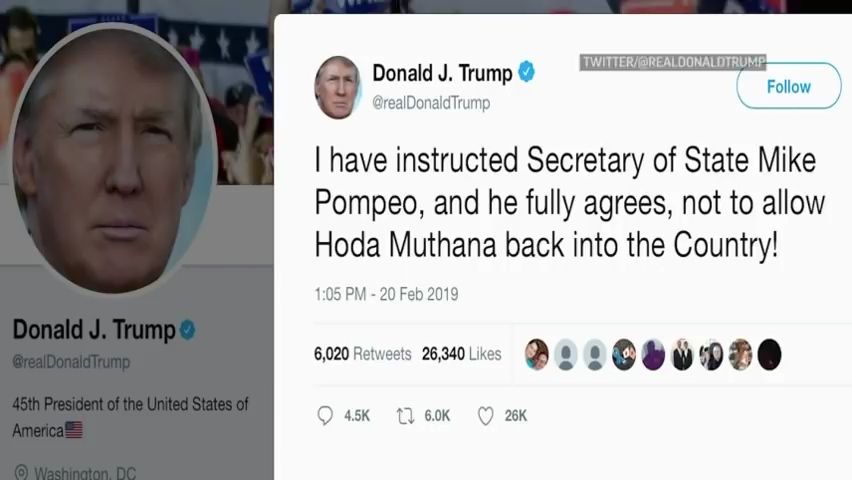 TWITTER/@REALDONALDTRUMP
Donald J. Trump
@realDonaldTrump
Follow
I have instructed Secretary of State Mike
Pompeo, and he fully agrees, not to allow
Hoda Muthana back into the Country!
1:05 PM - 20 Feb 2019
6,020 Retweets 26,340 Likes
4.5K 6.0K 26K
Donald J. Trump
@realDonaldTrump
45th President of the United States of
America
Washington, DC